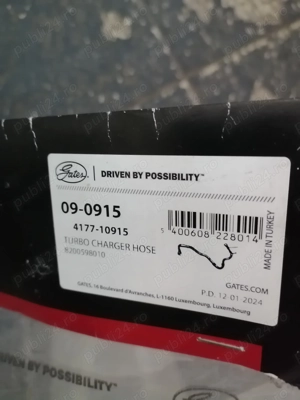 Gates
DRIVEN BY POSSIBILITY™
09-0915
4177-10915
TURBO CHARGER HOSE
8200598010
5 400608 228014
MADE IN TURKEY
GATES.COM
P.D. 12-01-2024
GATES, 16 Boulevard d'Avranches, L-1160 Luxembourg, Luxembourg
DRIVEN BY POSSIBILITY™